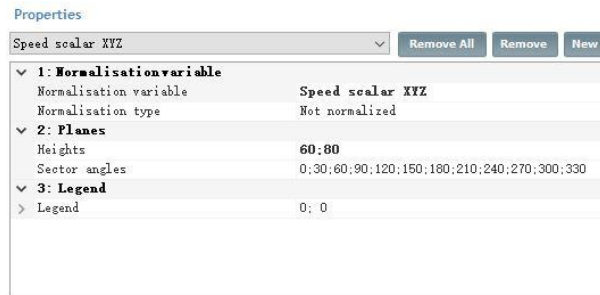 Properties
Speed scalar XYZ Remove All Remove New
1: Normalisation variable
Normalisation variable Speed scalar XYZ
Normalisation type Not normalized
2: Planes
Heights 60;80
Sector angles 0;30;60;90;120;150;180;210;240;270;300;330
3: Legend
Legend 0; 0